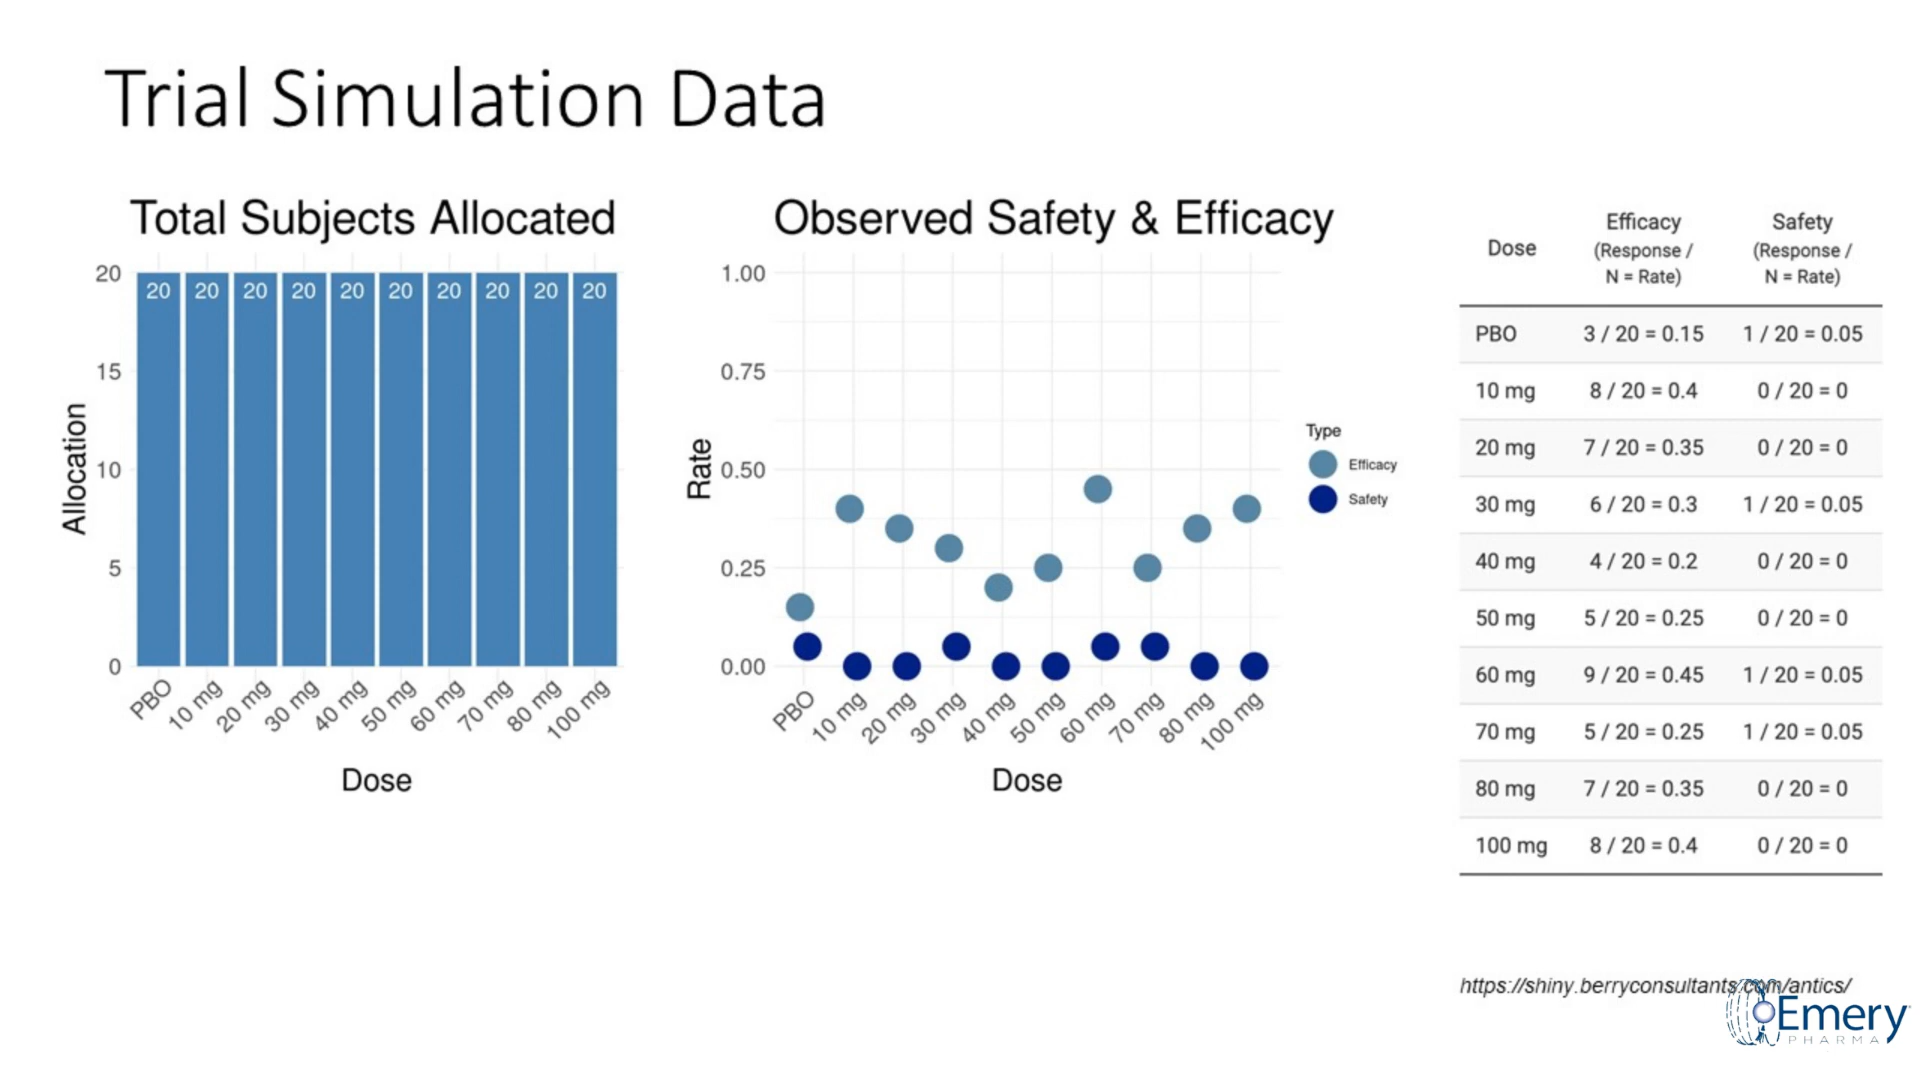 Trial Simulation Data
Total Subjects Allocated
Allocation
20
15
10
5
0
20 20 20 20 20 20 20 20 20 20
PBO 10 mg 20 mg 30 mg 40 mg 50 mg 60 mg 70 mg 80 mg 100 mg
Dose
Observed Safety & Efficacy
Rate
1.00
0.75
0.50
0.25
0.00
PBO 10 mg 20 mg 30 mg 40 mg 50 mg 60 mg 70 mg 80 mg 100 mg
Dose
Type
Efficacy
Safety
Dose
Efficacy
(Response /
N = Rate)
Safety
(Response /
N = Rate)
PBO 3 / 20 = 0.15 1 / 20 = 0.05
10 mg 8 / 20 = 0.4 0 / 20 = 0
20 mg 7 / 20 = 0.35 0 / 20 = 0
30 mg 6 / 20 = 0.3 1 / 20 = 0.05
40 mg 4 / 20 = 0.2 0 / 20 = 0
50 mg 5 / 20 = 0.25 0 / 20 = 0
60 mg 9 / 20 = 0.45 1 / 20 = 0.05
70 mg 5 / 20 = 0.25 1 / 20 = 0.05
80 mg 7 / 20 = 0.35 0 / 20 = 0
100 mg 8 / 20 = 0.4 0 / 20 = 0
https://shiny.berryconsultants.com/antics/
Emery
PHARMA